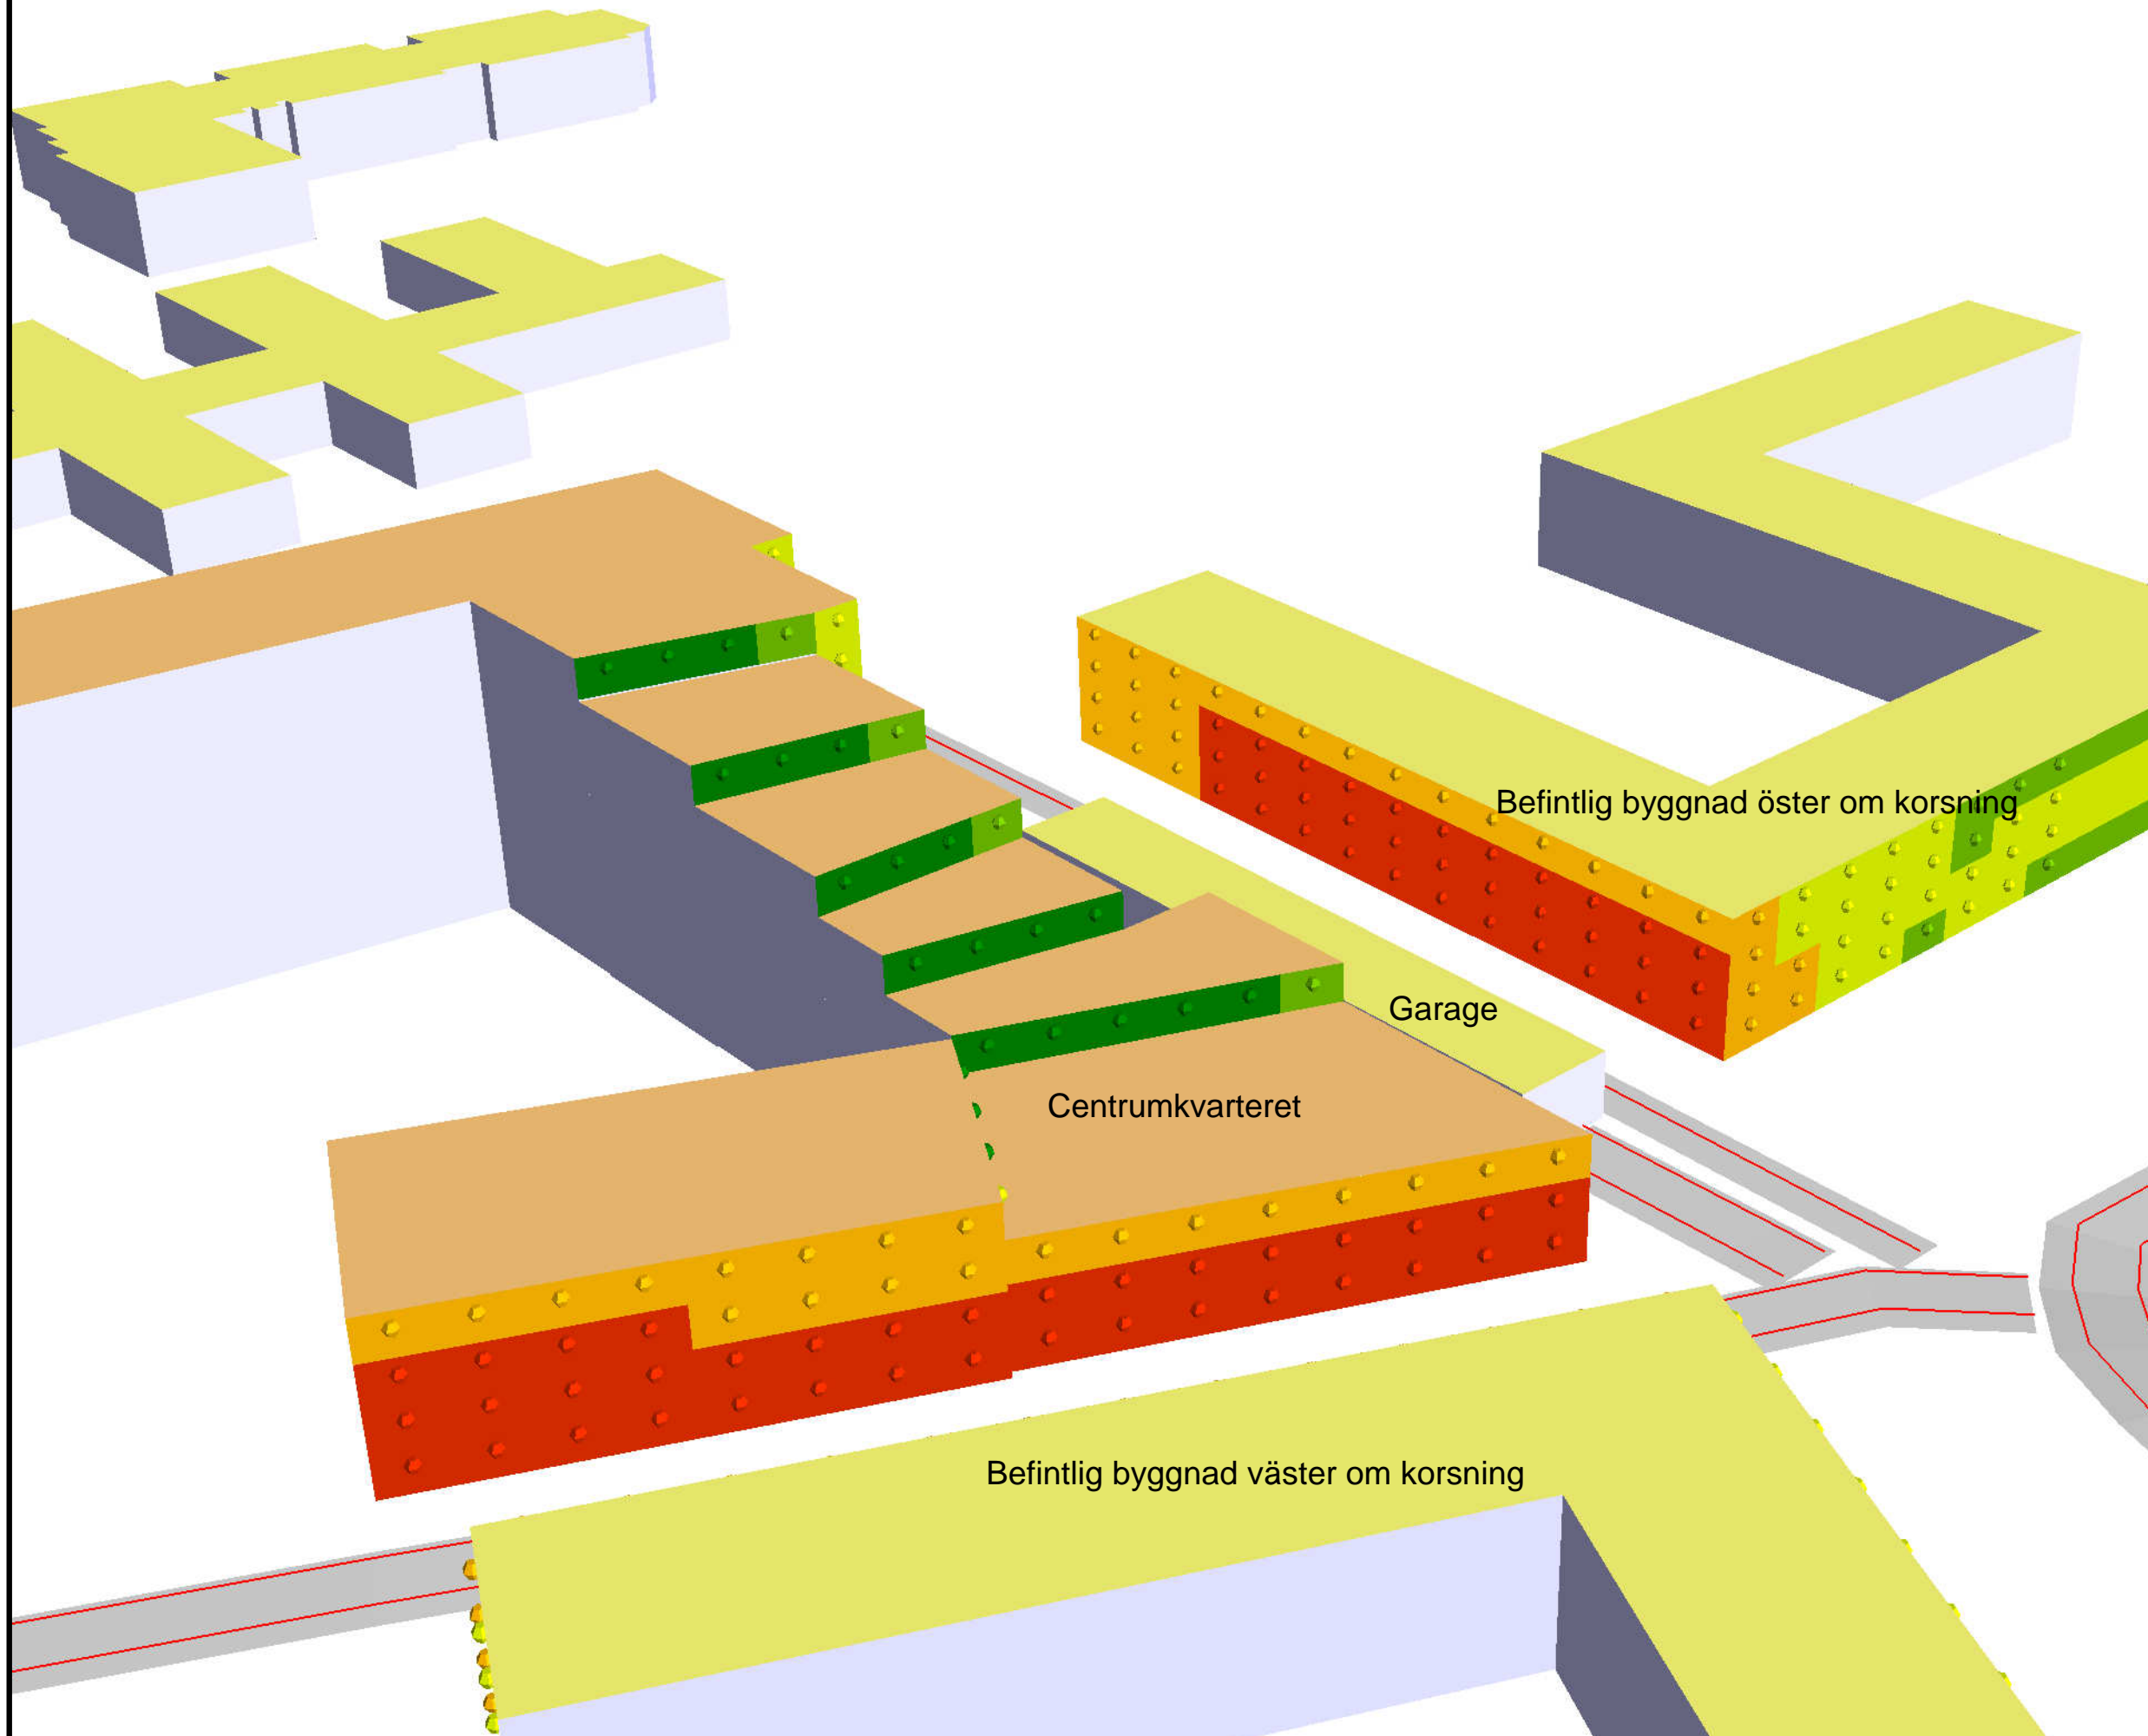 Befintlig byggnad öster om korsning
Garage
Centrumkvarteret
Befintlig byggnad väster om korsning